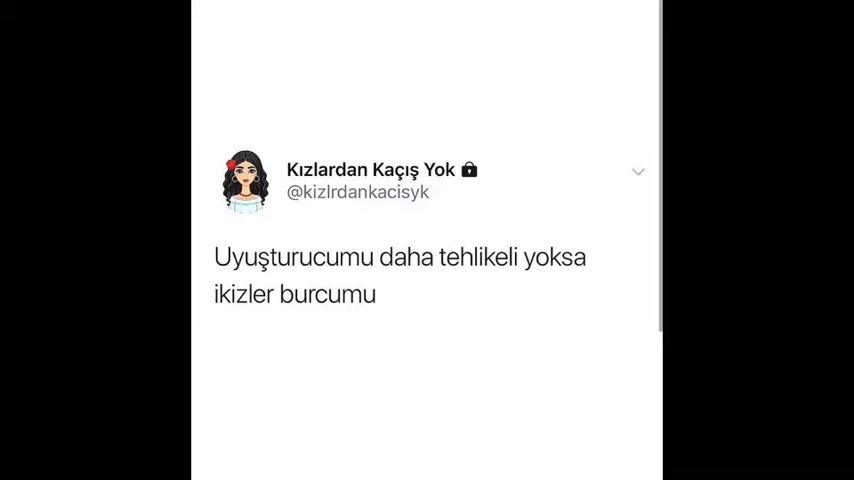 Kızlardan Kaçış Yok
@kizlrdankacisyk
Uyuşturucumu daha tehlikeli yoksa
ikizler burcumu